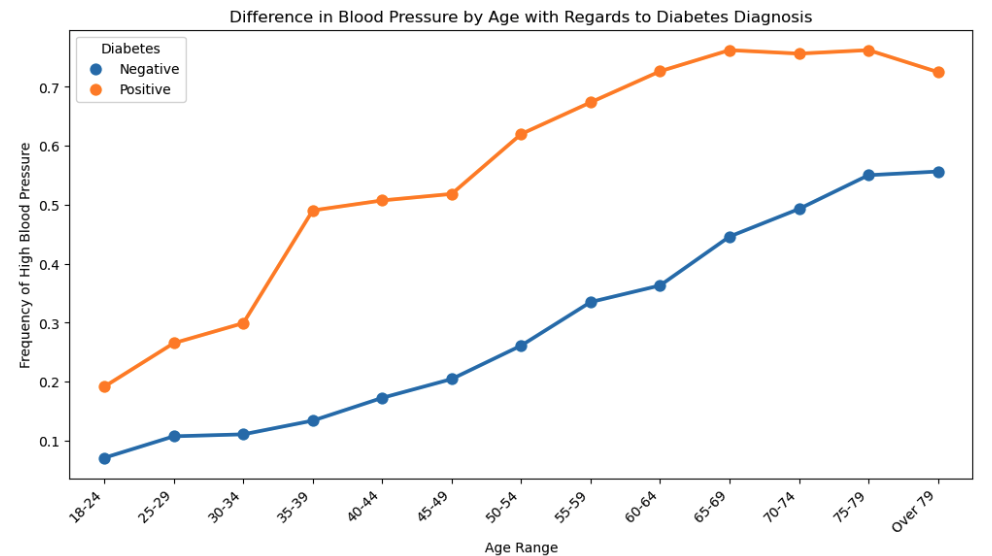 Difference in Blood Pressure by Age with Regards to Diabetes Diagnosis
Diabetes
Negative
Positive
Frequency of High Blood Pressure
0.7
0.6
0.5
0.4
0.3
0.2
0.1
18-24
25-29
30-34
35-39
40-44
45-49
50-54
55-59
60-64
65-69
70-74
75-79
Over 79
Age Range